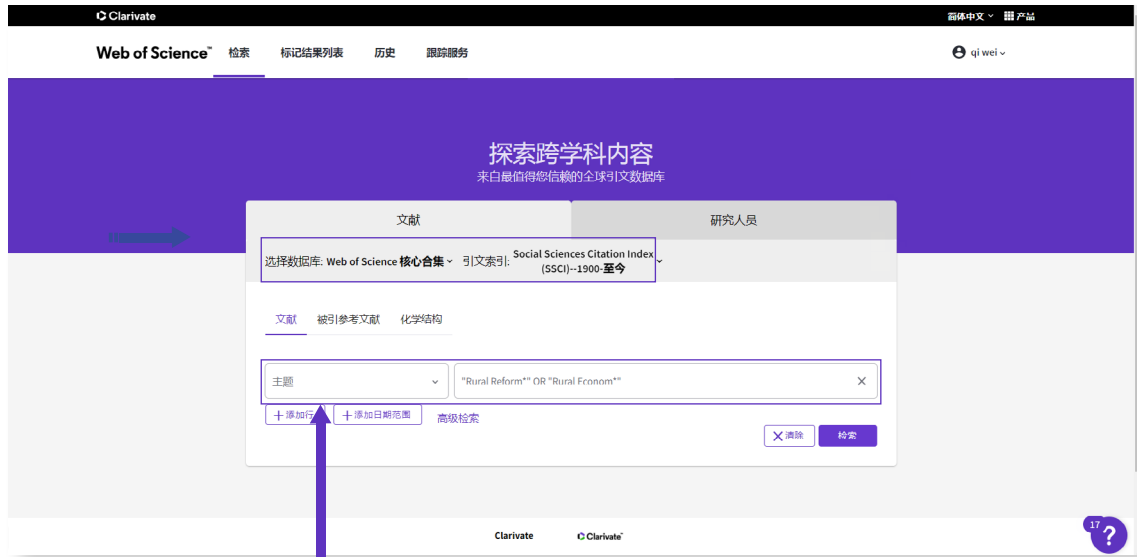 Clarivate
简体中文 产品
Web of Science™ 检索 标记结果列表 历史 跟踪服务
qi wei
探索跨学科内容
来自最值得您信赖的全球引文数据库
文献 研究人员
选择数据库: Web of Science 核心合集 引文索引: Social Sciences Citation Index
(SSCI)--1900-至今
文献 被引参考文献 化学结构
主题 "Rural Reform*" OR "Rural Econom*"
+添加行 +添加日期范围 高级检索
清除 检索
Clarivate Clarivate™
17
?